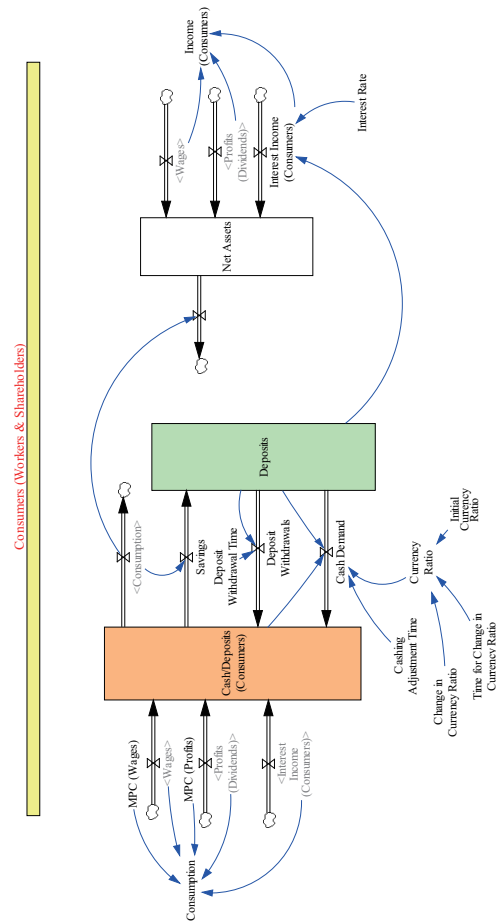 Consumers (Workers & Shareholders)
MPC (Wages)
<Wages>
MPC (Profits)
<Profits
(Dividends)>
<Interest
Income
(Consumers)>
Consumption
Cash/Deposits
(Consumers)
<Consumption>
Savings
Deposit
Withdrawal Time
Deposit
Withdrawals
Cash Demand
Cashing
Adjustment Time
Currency
Ratio
Initial
Currency Ratio
Change in
Currency Ratio
Time for Change in
Currency Ratio
Deposits
Net Assets
<Wages>
<Profits
(Dividends)>
Interest Income
(Consumers)
Income
(Consumers)
Interest Rate